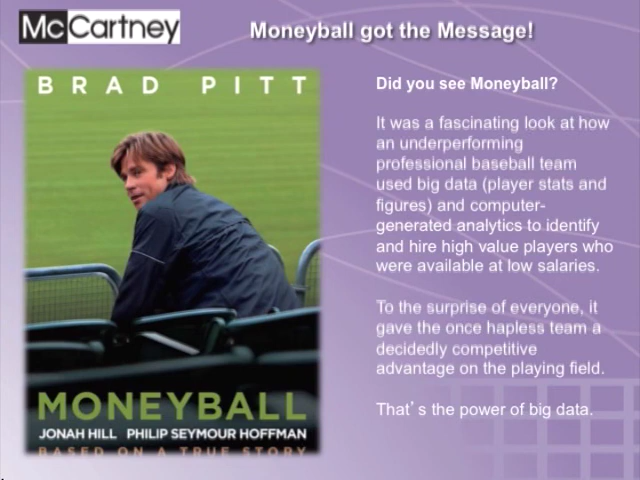 McCartney
Moneyball got the Message!
BRAD PITT
MONEYBALL
JONAH HILL PHILIP SEYMOUR HOFFMAN
BASED ON A TRUE STORY
Did you see Moneyball?
It was a fascinating look at how
an underperforming
professional baseball team
used big data (player stats and
figures) and computer-
generated analytics to identify
and hire high value players who
were available at low salaries.
To the surprise of everyone, it
gave the once hapless team a
decidedly competitive
advantage on the playing field.
That’s the power of big data.